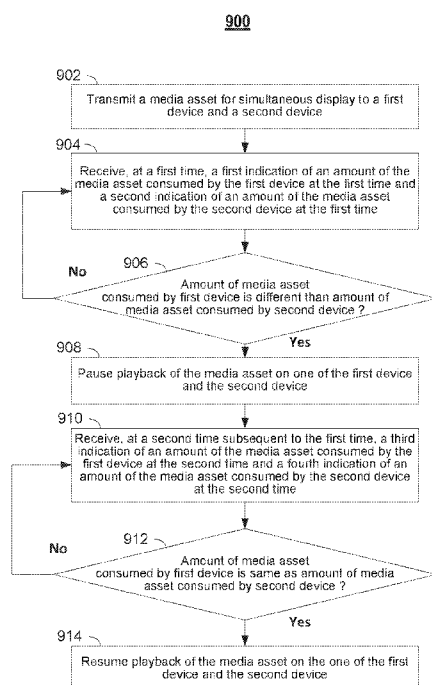 900
902
Transmit a media asset for simultaneous display to a first
device and a second device
904
Receive, at a first time, a first indication of an amount of the
media asset consumed by the first device at the first time and
a second indication of an amount of the media asset
consumed by the second device at the first time
No
906
Amount of media asset
consumed by first device is different than amount of
media asset consumed by second device ?
Yes
908
Pause playback of the media asset on one of the first device
and the second device
910
Receive, at a second time subsequent to the first time, a third
indication of an amount of the media asset consumed by the
first device at the second time and a fourth indication of an
amount of the media asset consumed by the second device
at the second time
No
912
Amount of media asset
consumed by first device is same as amount of media
asset consumed by second device ?
Yes
914
Resume playback of the media asset on the one of the first
device and the second device